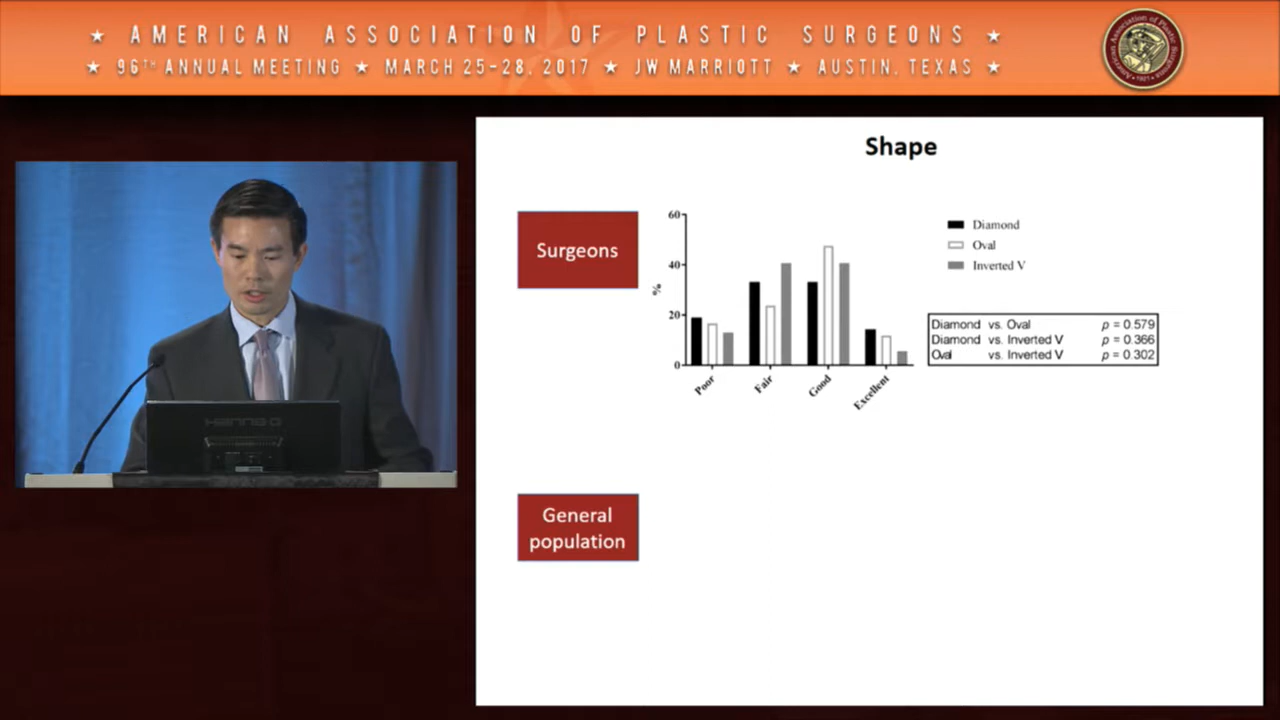 ★ AMERICAN ASSOCIATION OF PLASTIC SURGEONS ★
★ 96TH ANNUAL MEETING ★ MARCH 25-28, 2017 ★ JW MARRIOTT ★ AUSTIN, TEXAS ★
Shape
Surgeons
60
40
20
0
%
Poor
Fair
Good
Excellent
Diamond
Oval
Inverted V
Diamond vs. Oval p = 0.579
Diamond vs. Inverted V p = 0.366
Oval vs. Inverted V p = 0.302
General
population